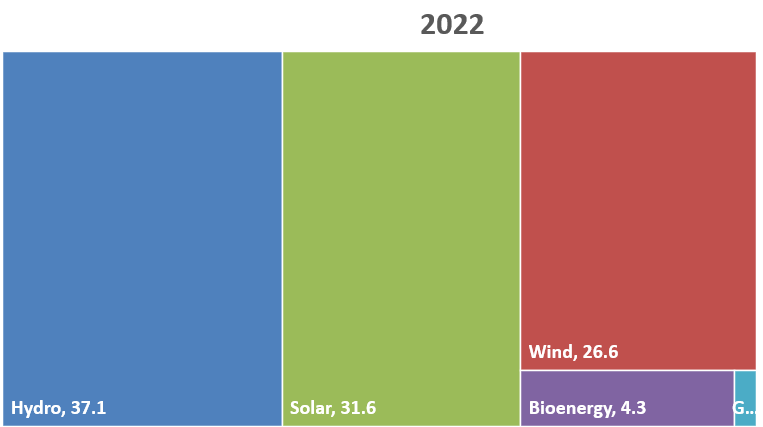 2022
Hydro, 37.1
Solar, 31.6
Wind, 26.6
Bioenergy, 4.3
G...